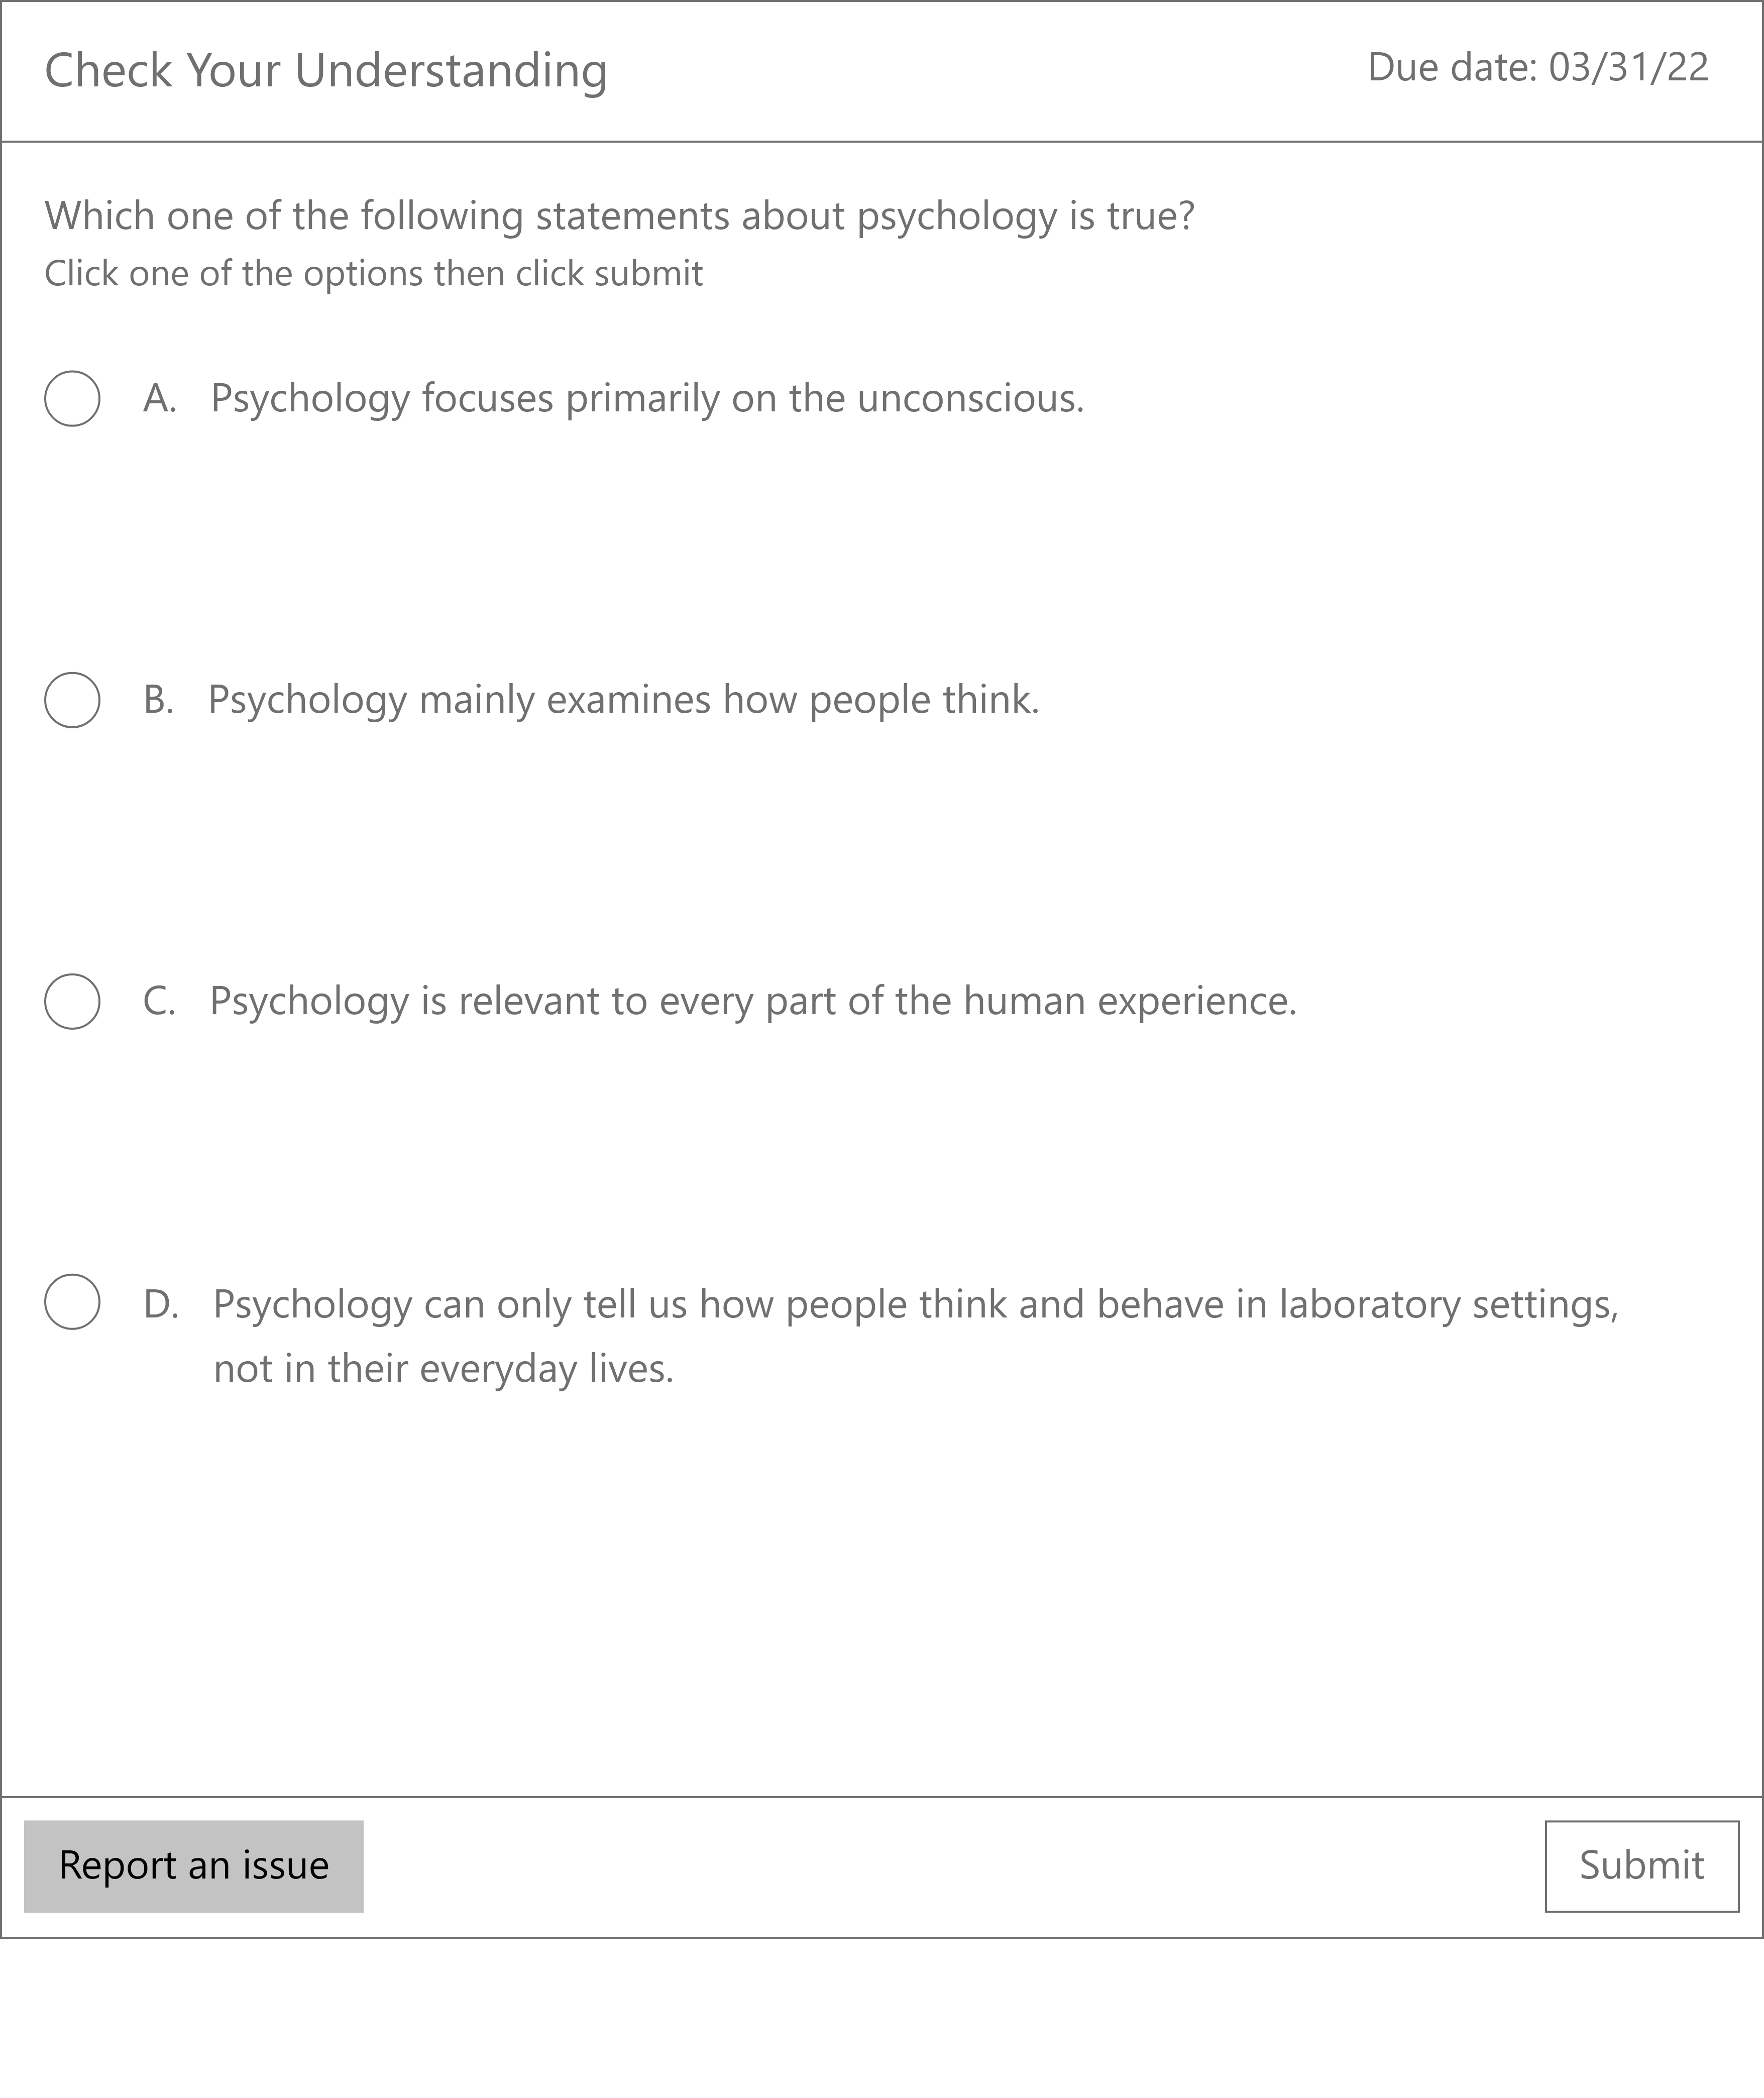 Check Your Understanding
Due date: 03/31/22
Which one of the following statements about psychology is true?
Click one of the options then click submit
A. Psychology focuses primarily on the unconscious.
B. Psychology mainly examines how people think.
C. Psychology is relevant to every part of the human experience.
D. Psychology can only tell us how people think and behave in laboratory settings,
not in their everyday lives.
Report an issue
Submit